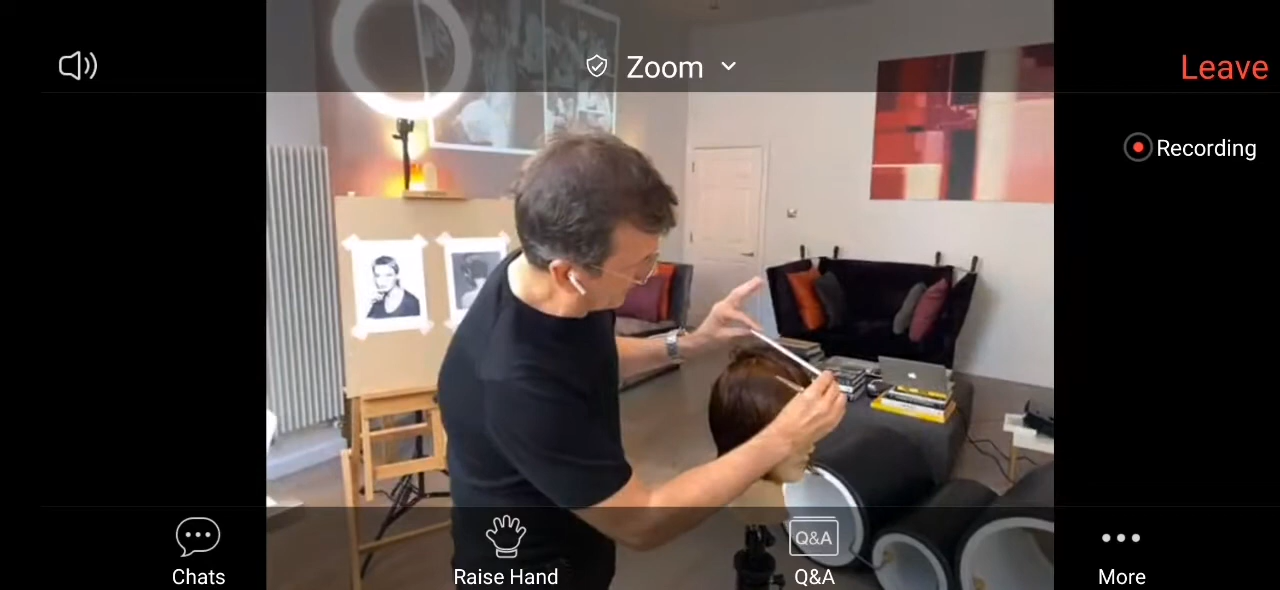 Zoom
Leave
Recording
Chats
Raise Hand
Q&A
Q&A
More